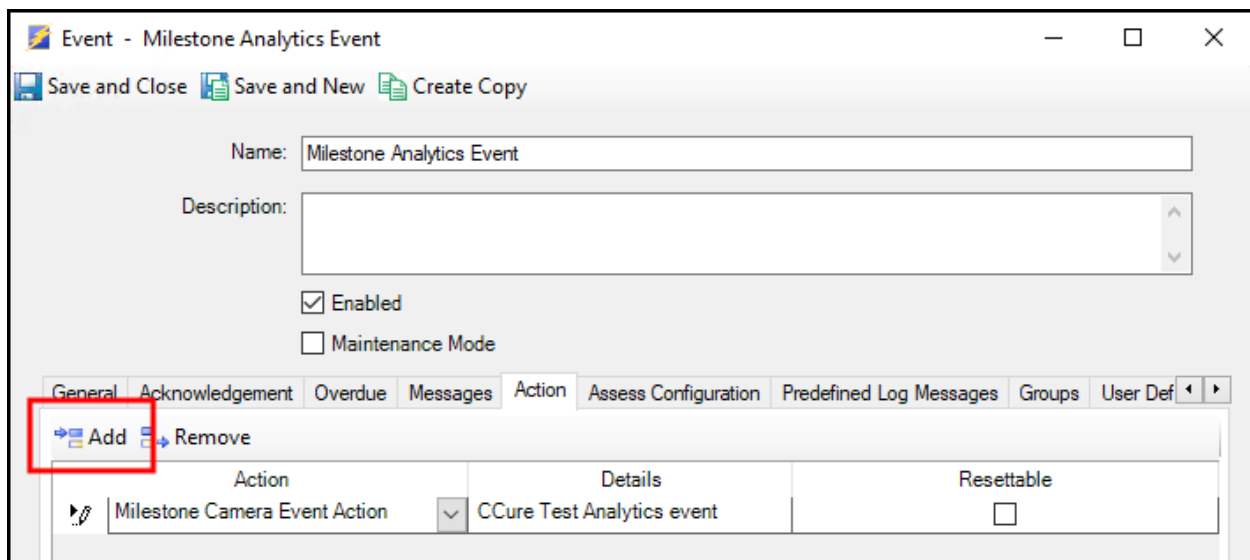 Event - Milestone Analytics Event
Save and Close Save and New Create Copy
Name: Milestone Analytics Event
Description:
Enabled
Maintenance Mode
General Acknowledgement Overdue Messages Action Assess Configuration Predefined Log Messages Groups User Def
Add Remove
Action Details Resettable
Milestone Camera Event Action CCure Test Analytics event